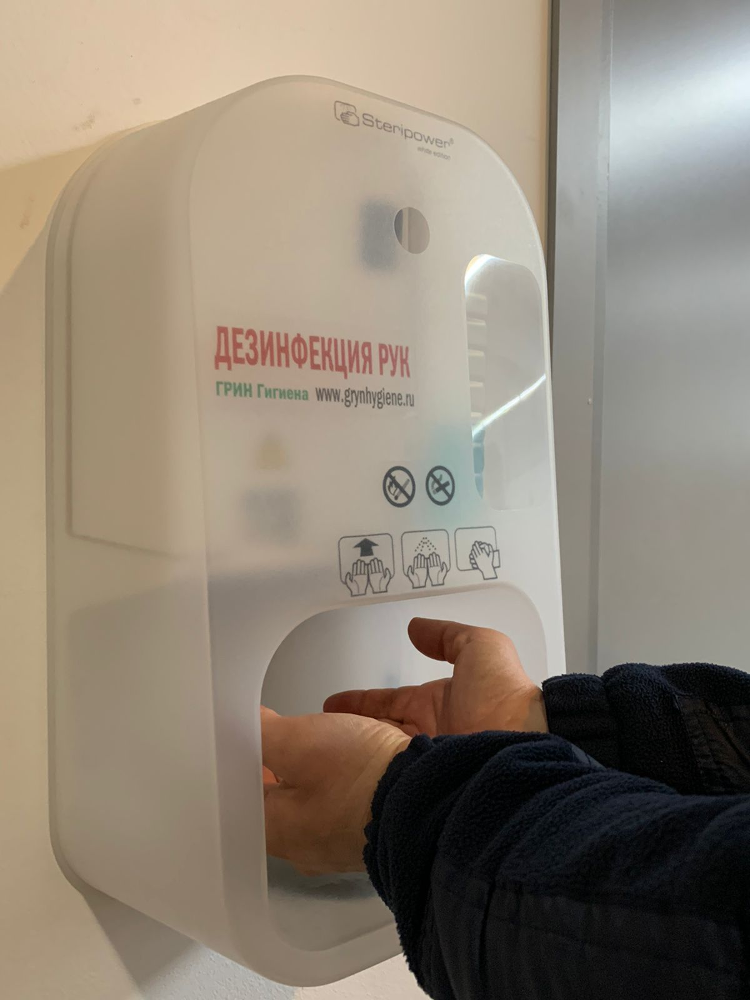 Steripower®
white edition
ДЕЗИНФЕКЦИЯ РУК
ГРИН Гигиена www.grynhygiene.ru